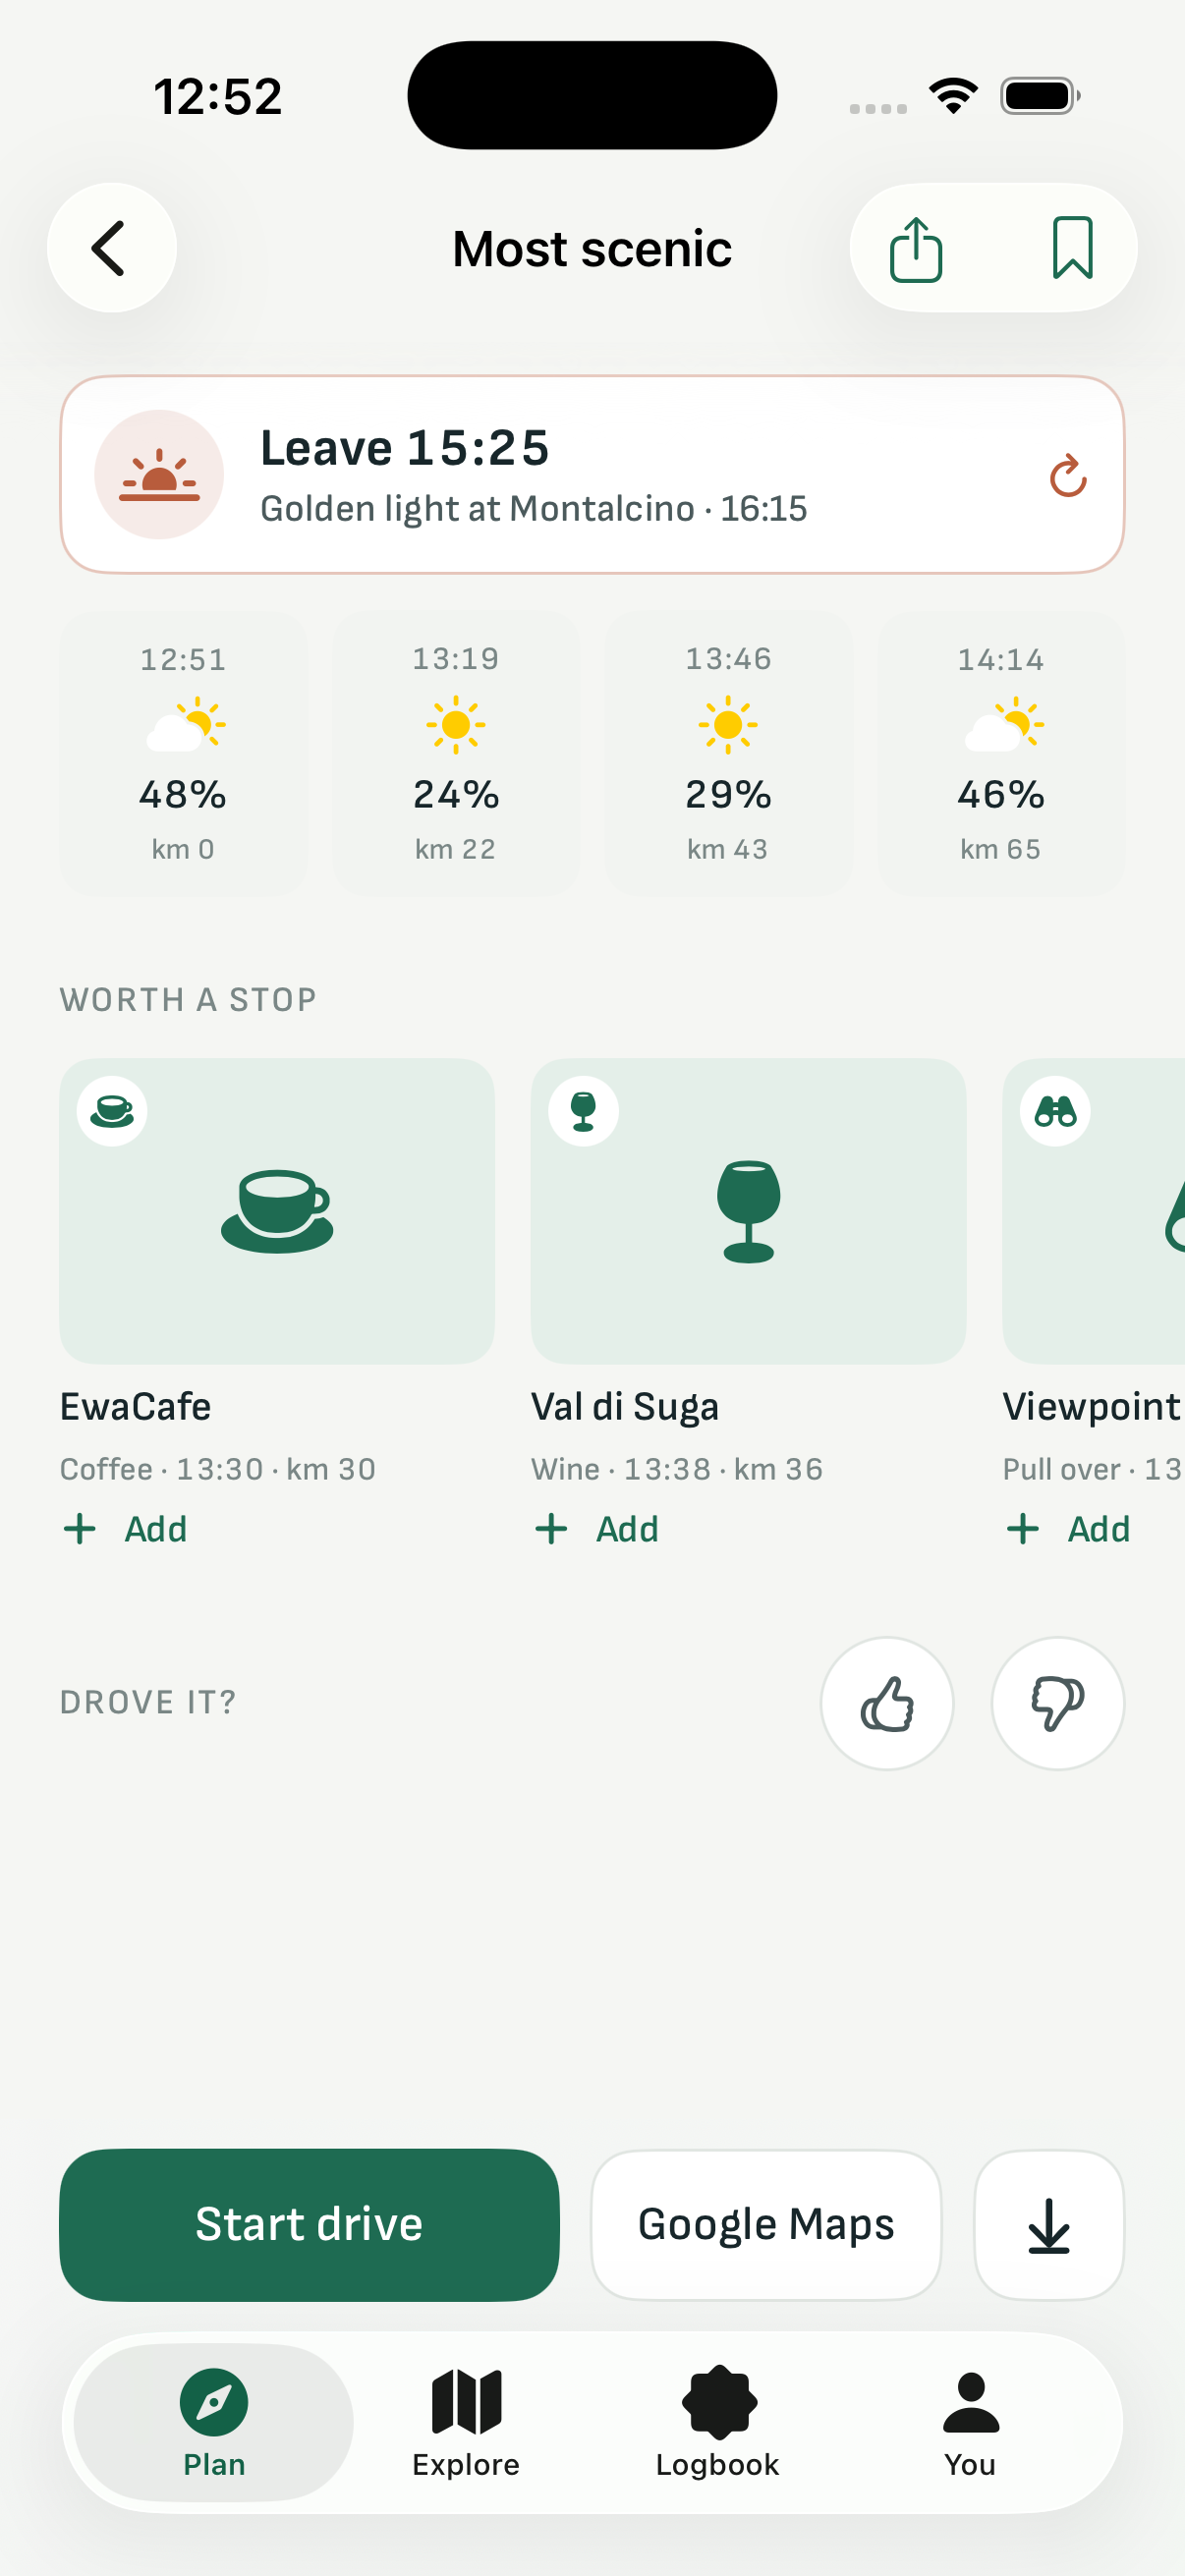 12:52
Most scenic
Leave 15:25
Golden light at Montalcino · 16:15
12:51 13:19 13:46 14:14
48% 24% 29% 46%
km 0 km 22 km 43 km 65
WORTH A STOP
EwaCafe Val di Suga Viewpoint
Coffee · 13:30 · km 30 Wine · 13:38 · km 36 Pull over · 13
Add Add Add
DROVE IT?
Start drive Google Maps
Plan Explore Logbook You